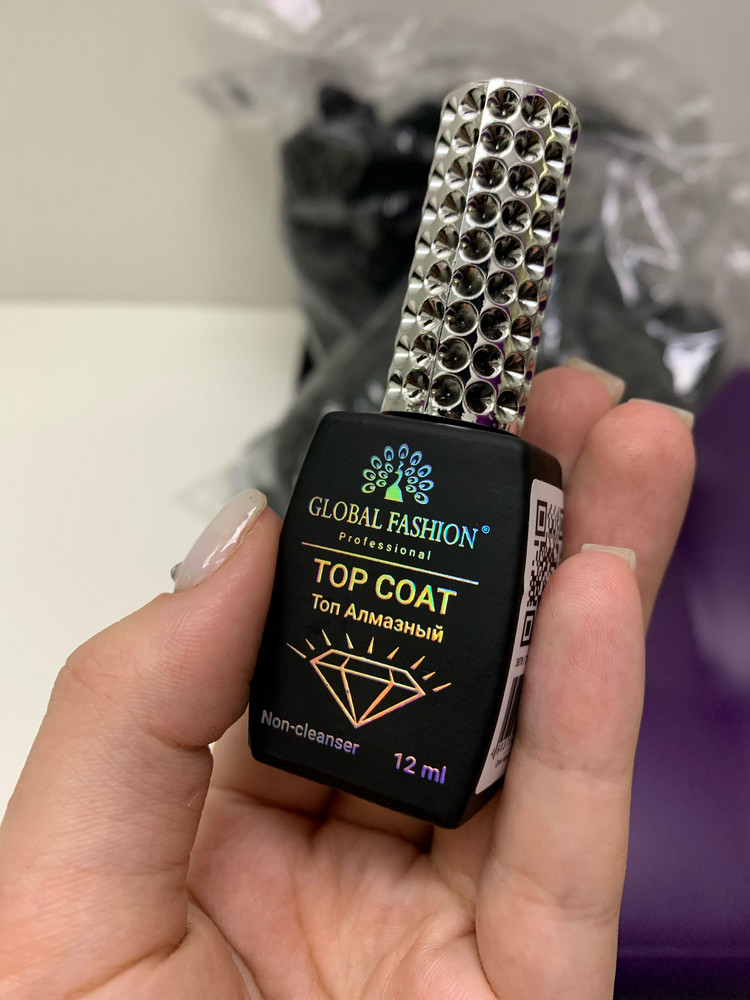 GLOBAL FASHION®
Professional
TOP COAT
Топ Алмазный
Non-cleanser
12 ml